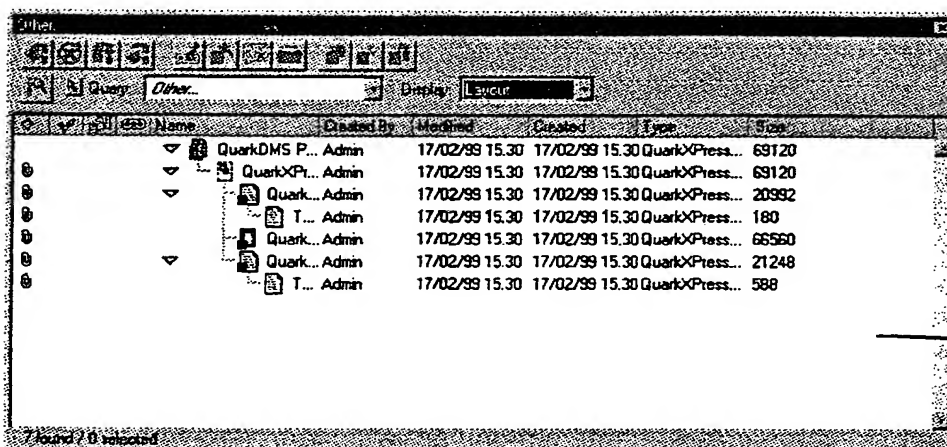 Other
Query: Other... Display: Layout
Name Created By Modified Created Type Size
QuarkDMS P... Admin 17/02/99 15.30 17/02/99 15.30 QuarkXPress... 69120
QuarkXPr... Admin 17/02/99 15.30 17/02/99 15.30 QuarkXPress... 69120
Quark... Admin 17/02/99 15.30 17/02/99 15.30 QuarkXPress... 20992
T... Admin 17/02/99 15.30 17/02/99 15.30 QuarkXPress... 180
Quark... Admin 17/02/99 15.30 17/02/99 15.30 QuarkXPress... 66560
Quark... Admin 17/02/99 15.30 17/02/99 15.30 QuarkXPress... 21248
T... Admin 17/02/99 15.30 17/02/99 15.30 QuarkXPress... 588
7 found / 0 selected